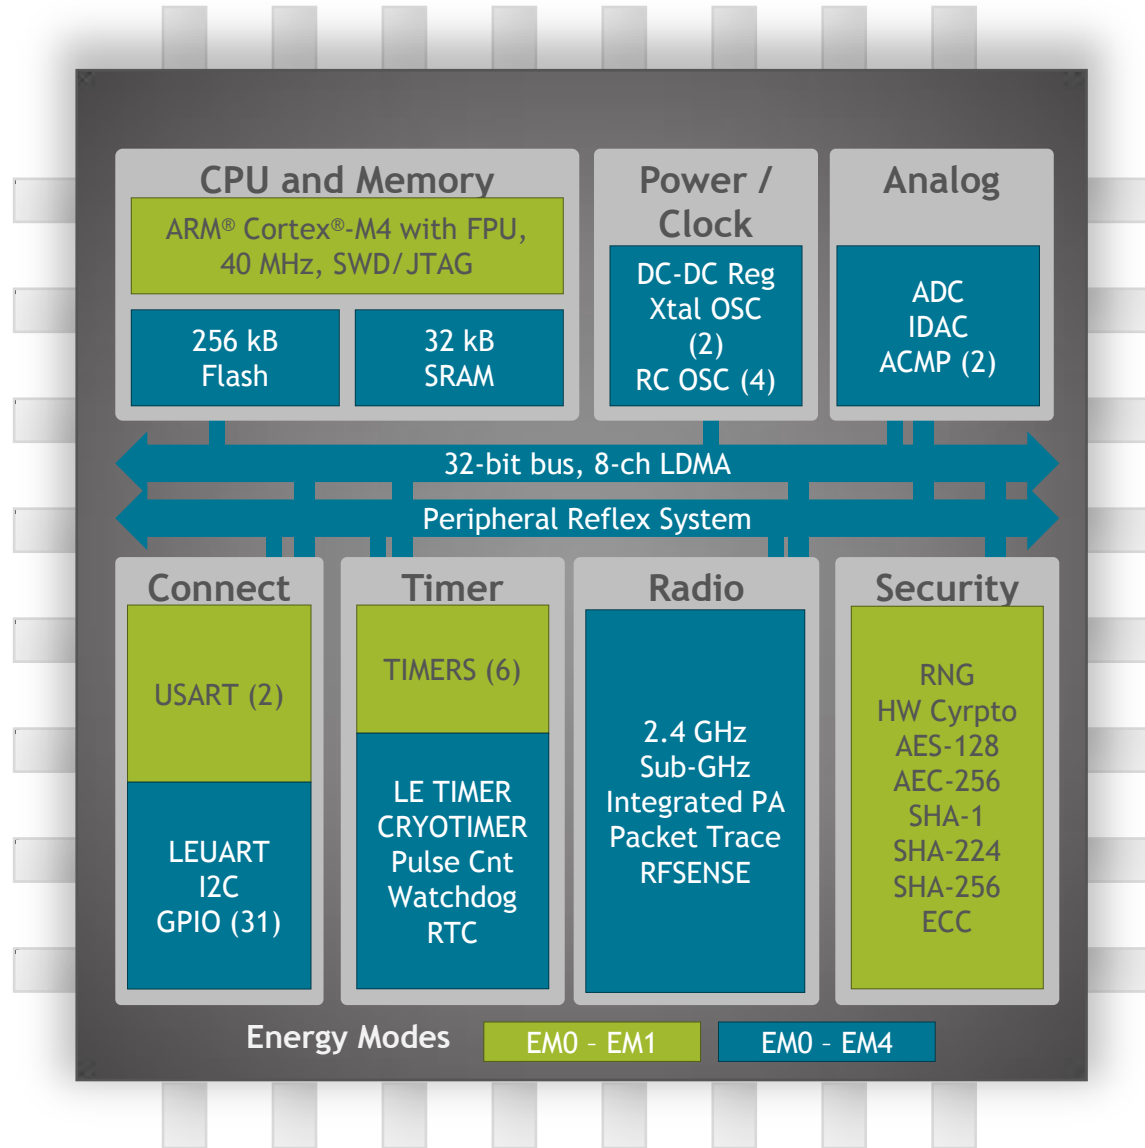 CPU and Memory
ARM® Cortex®-M4 with FPU,
40 MHz, SWD/JTAG
256 kB
Flash
32 kB
SRAM
Power /
Clock
DC-DC Reg
Xtal OSC
(2)
RC OSC (4)
Analog
ADC
IDAC
ACMP (2)
32-bit bus, 8-ch LDMA
Peripheral Reflex System
Connect
USART (2)
LEUART
I2C
GPIO (31)
Timer
TIMERS (6)
LE TIMER
CRYOTIMER
Pulse Cnt
Watchdog
RTC
Radio
2.4 GHz
Sub-GHz
Integrated PA
Packet Trace
RFSENSE
Security
RNG
HW Cyrpto
AES-128
AEC-256
SHA-1
SHA-224
SHA-256
ECC
Energy Modes
EM0 – EM1
EM0 – EM4